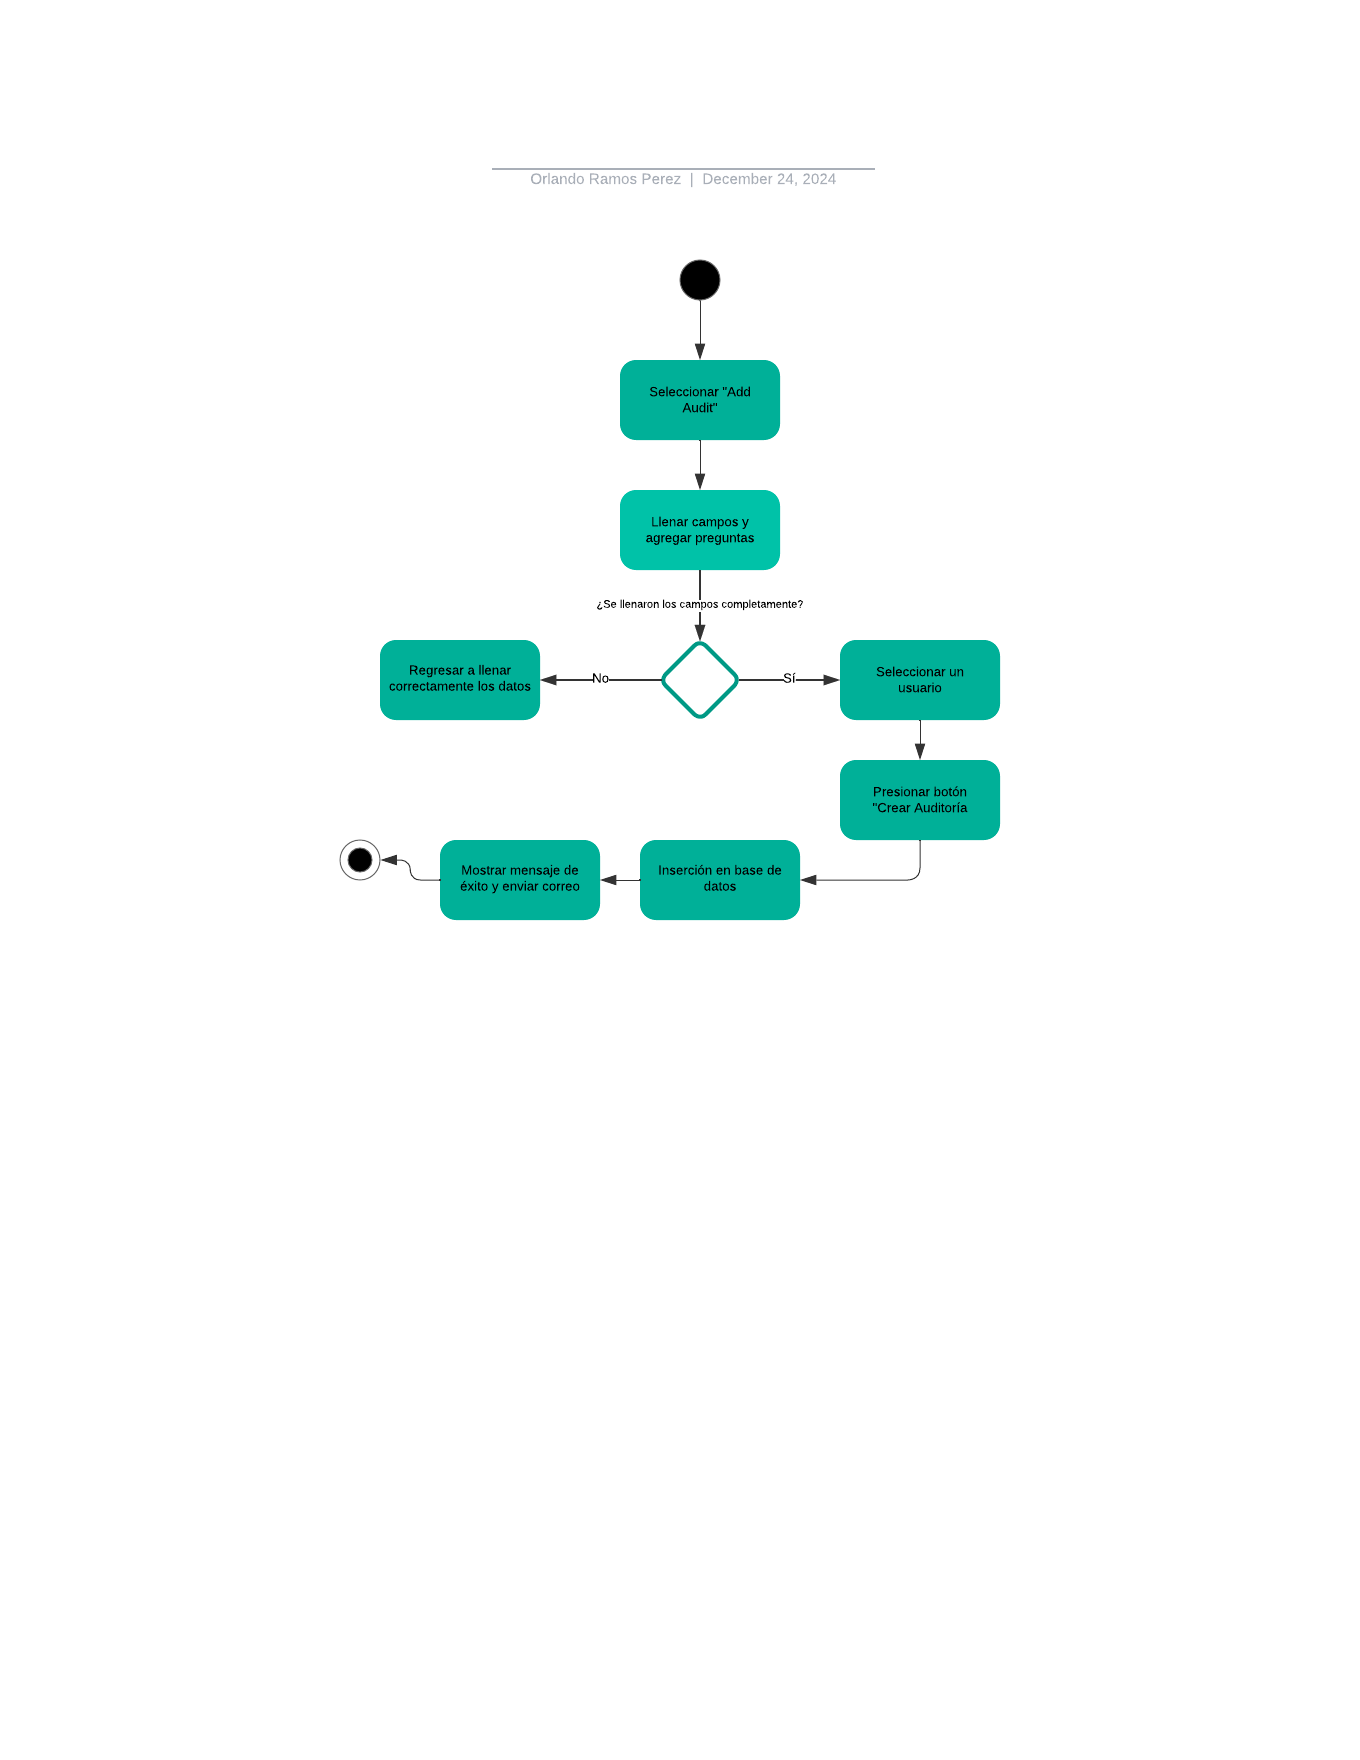 Orlando Ramos Perez | December 24, 2024
Seleccionar "Add
Audit"
Llenar campos y
agregar preguntas
¿Se llenaron los campos completamente?
Regresar a llenar
correctamente los datos
No
Sí
Seleccionar un
usuario
Presionar botón
"Crear Auditoría
Mostrar mensaje de
éxito y enviar correo
Inserción en base de
datos